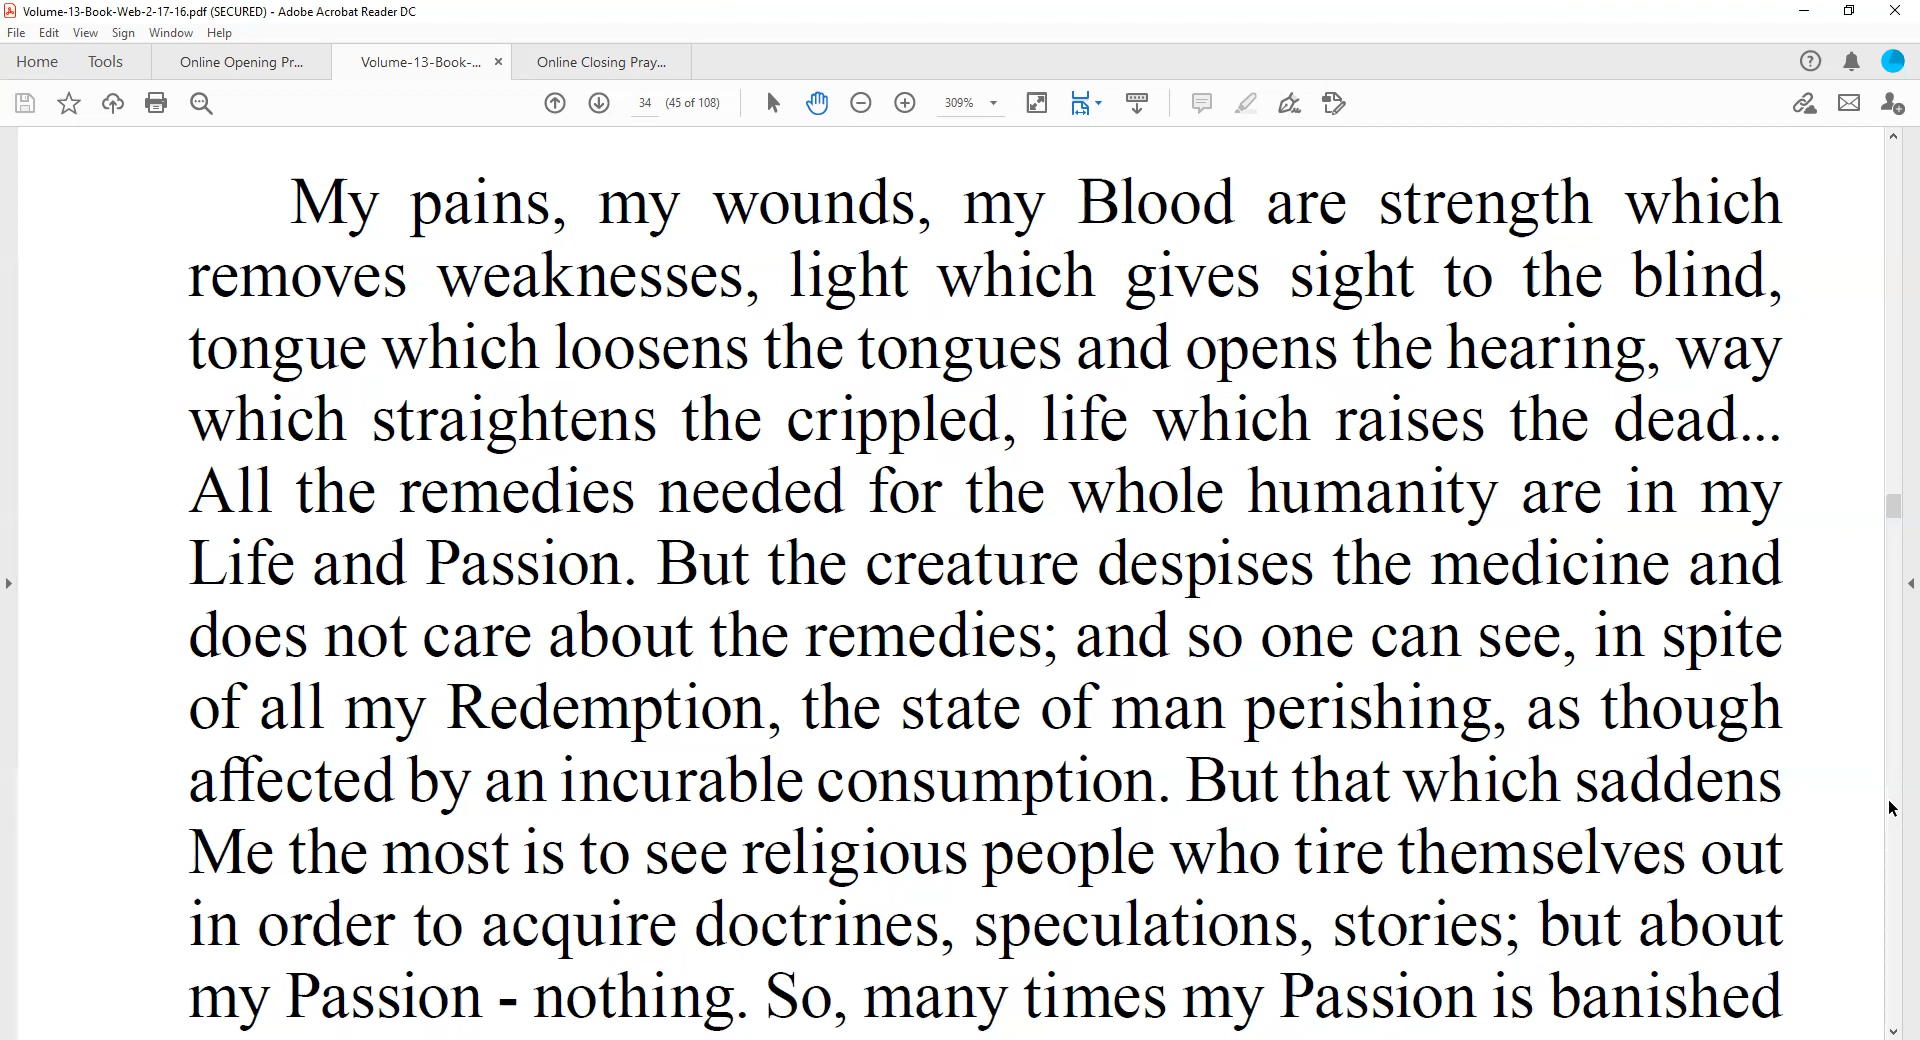 Volume-13-Book-Web-2-17-16.pdf (SECURED) - Adobe Acrobat Reader DC
File Edit View Sign Window Help
Home Tools Online Opening Pr... Volume-13-Book-... × Online Closing Pray...
34 (45 of 108) 309%
My pains, my wounds, my Blood are strength which
removes weaknesses, light which gives sight to the blind,
tongue which loosens the tongues and opens the hearing, way
which straightens the crippled, life which raises the dead...
All the remedies needed for the whole humanity are in my
Life and Passion. But the creature despises the medicine and
does not care about the remedies; and so one can see, in spite
of all my Redemption, the state of man perishing, as though
affected by an incurable consumption. But that which saddens
Me the most is to see religious people who tire themselves out
in order to acquire doctrines, speculations, stories; but about
my Passion - nothing. So, many times my Passion is banished